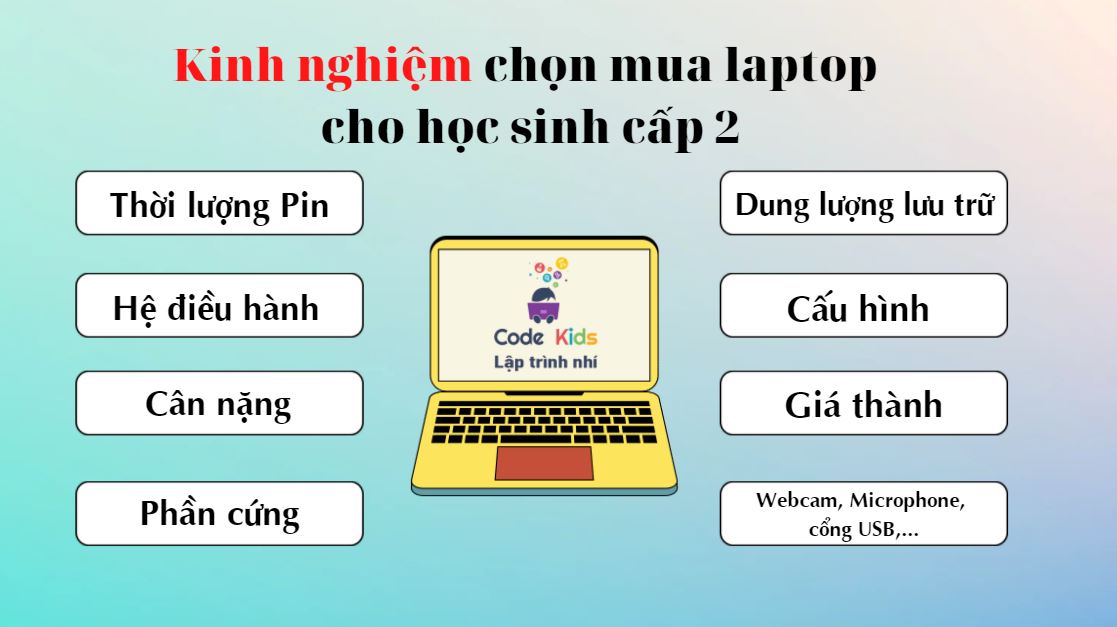 Kinh nghiệm chọn mua laptop
cho học sinh cấp 2
Thời lượng Pin
Hệ điều hành
Cân nặng
Phần cứng
Code Kids
Lập trình nhí
Dung lượng lưu trữ
Cấu hình
Giá thành
Webcam, Microphone,
cổng USB,...